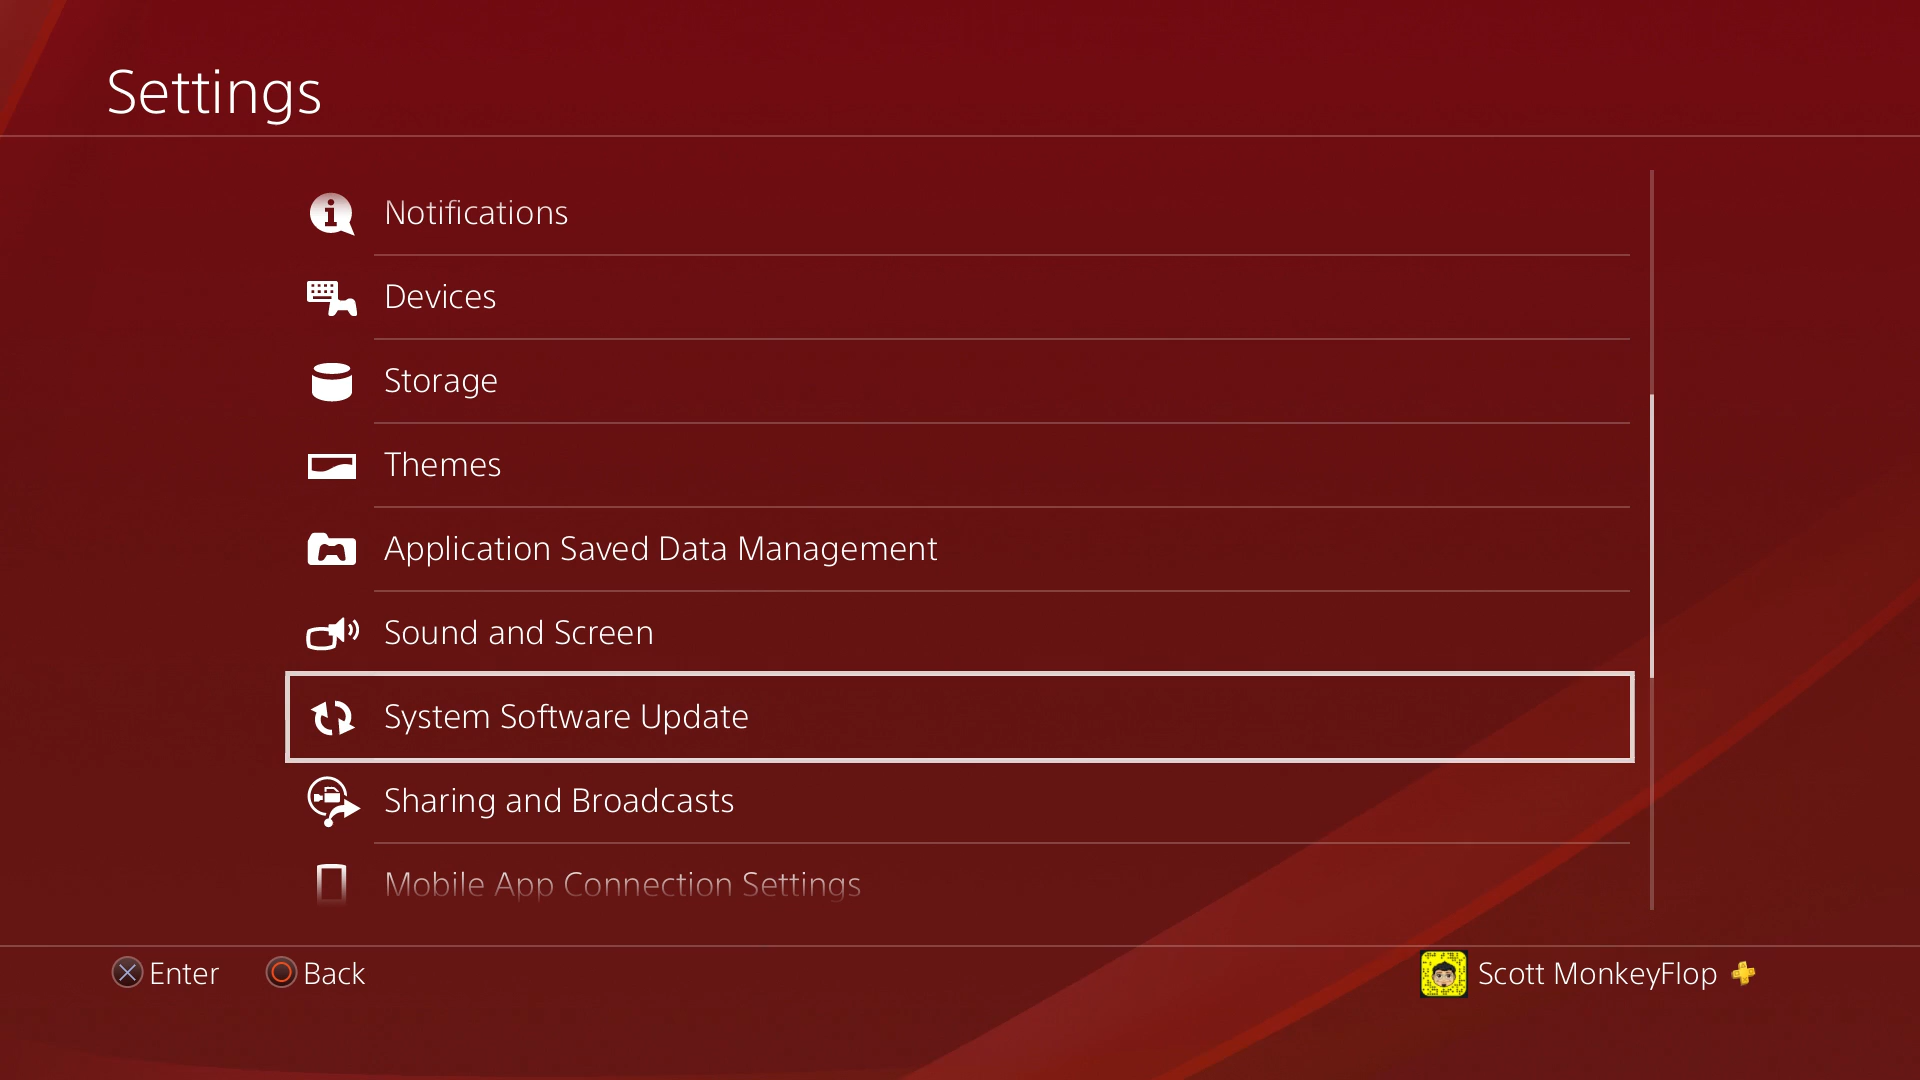 Settings
Notifications
Devices
Storage
Themes
Application Saved Data Management
Sound and Screen
System Software Update
Sharing and Broadcasts
Mobile App Connection Settings
Enter
Back
Scott MonkeyFlop